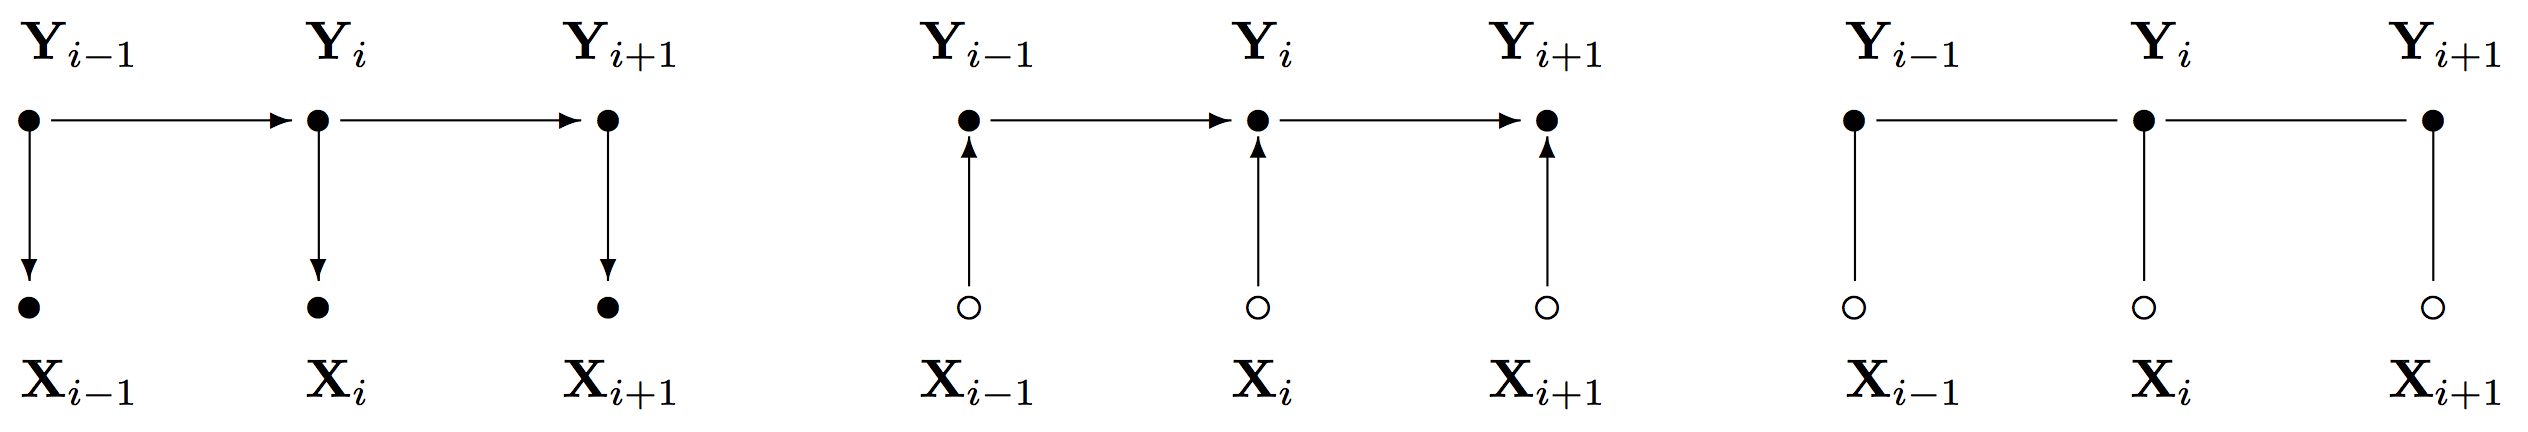 Y_{i−1} Y_i Y_{i+1} Y_{i−1} Y_i Y_{i+1} Y_{i−1} Y_i Y_{i+1}
X_{i−1} X_i X_{i+1} X_{i−1} X_i X_{i+1} X_{i−1} X_i X_{i+1}